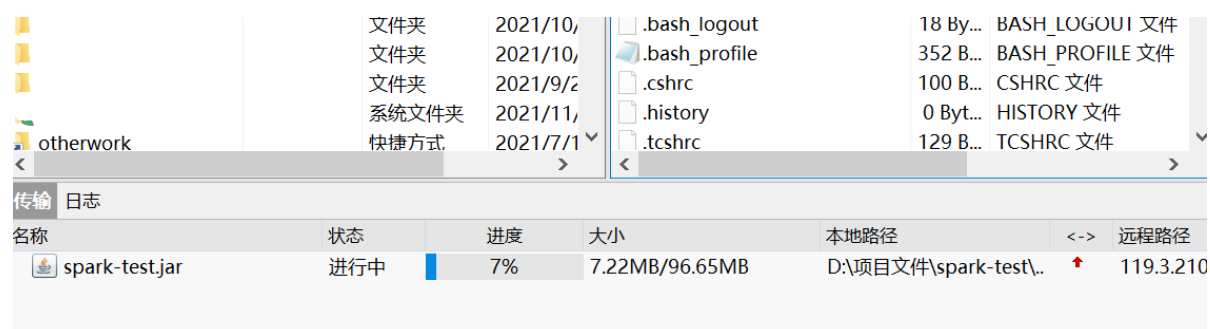 文件夹 2021/10/ .bash_logout 18 By... BASH_LOGOUT 文件
文件夹 2021/10/ .bash_profile 352 B... BASH_PROFILE 文件
文件夹 2021/9/2 .cshrc 100 B... CSHRC 文件
系统文件夹 2021/11/ .history 0 Byt... HISTORY 文件
otherwork 快捷方式 2021/7/1 .tcshrc 129 B... TCSHRC 文件
传输 日志
名称 状态 进度 大小 本地路径 <-> 远程路径
spark-test.jar 进行中 7% 7.22MB/96.65MB D:\项目文件\spark-test\.. 119.3.210